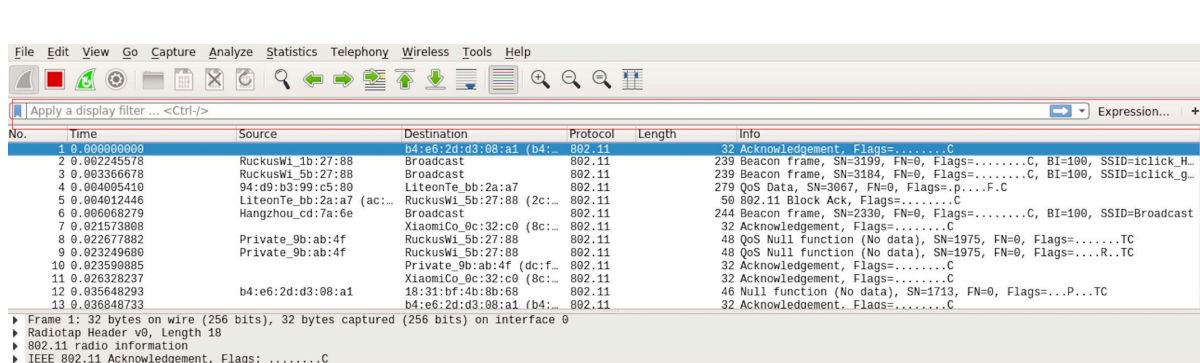 File Edit View Go Capture Analyze Statistics Telephony Wireless Tools Help
Apply a display filter ... <Ctrl-/> Expression... +
No. Time Source Destination Protocol Length Info
1 0.000000000 b4:e6:2d:d3:08:a1 (b4:… 802.11 32 Acknowledgement, Flags=........C
2 0.002245578 RuckusWi_1b:27:88 Broadcast 802.11 239 Beacon frame, SN=3199, FN=0, Flags=........C, BI=100, SSID=iclick_H…
3 0.003366678 RuckusWi_5b:27:88 Broadcast 802.11 239 Beacon frame, SN=3184, FN=0, Flags=........C, BI=100, SSID=iclick_g…
4 0.004005410 94:d9:b3:99:c5:80 LiteonTe_bb:2a:a7 802.11 279 QoS Data, SN=3067, FN=0, Flags=.p....F.C
5 0.004012446 LiteonTe_bb:2a:a7 (ac:… RuckusWi_5b:27:88 (2c:… 802.11 50 802.11 Block Ack, Flags=........C
6 0.006068279 Hangzhou_cd:7a:6e Broadcast 802.11 244 Beacon frame, SN=2330, FN=0, Flags=........C, BI=100, SSID=Broadcast
7 0.021573808 XiaomiCo_0c:32:c0 (8c:… 802.11 32 Acknowledgement, Flags=........C
8 0.022677882 Private_9b:ab:4f RuckusWi_5b:27:88 802.11 48 QoS Null function (No data), SN=1975, FN=0, Flags=.......TC
9 0.023249680 Private_9b:ab:4f RuckusWi_5b:27:88 802.11 48 QoS Null function (No data), SN=1975, FN=0, Flags=....R..TC
10 0.023590885 Private_9b:ab:4f (dc:f… 802.11 32 Acknowledgement, Flags=........C
11 0.026328237 XiaomiCo_0c:32:c0 (8c:… 802.11 32 Acknowledgement, Flags=........C
12 0.035648293 b4:e6:2d:d3:08:a1 18:31:bf:4b:8b:68 802.11 46 Null function (No data), SN=1713, FN=0, Flags=...P...TC
13 0.036848733 b4:e6:2d:d3:08:a1 (b4:… 802.11 32 Acknowledgement, Flags=........C
Frame 1: 32 bytes on wire (256 bits), 32 bytes captured (256 bits) on interface 0
Radiotap Header v0, Length 18
802.11 radio information
IEEE 802.11 Acknowledgement, Flags: ........C